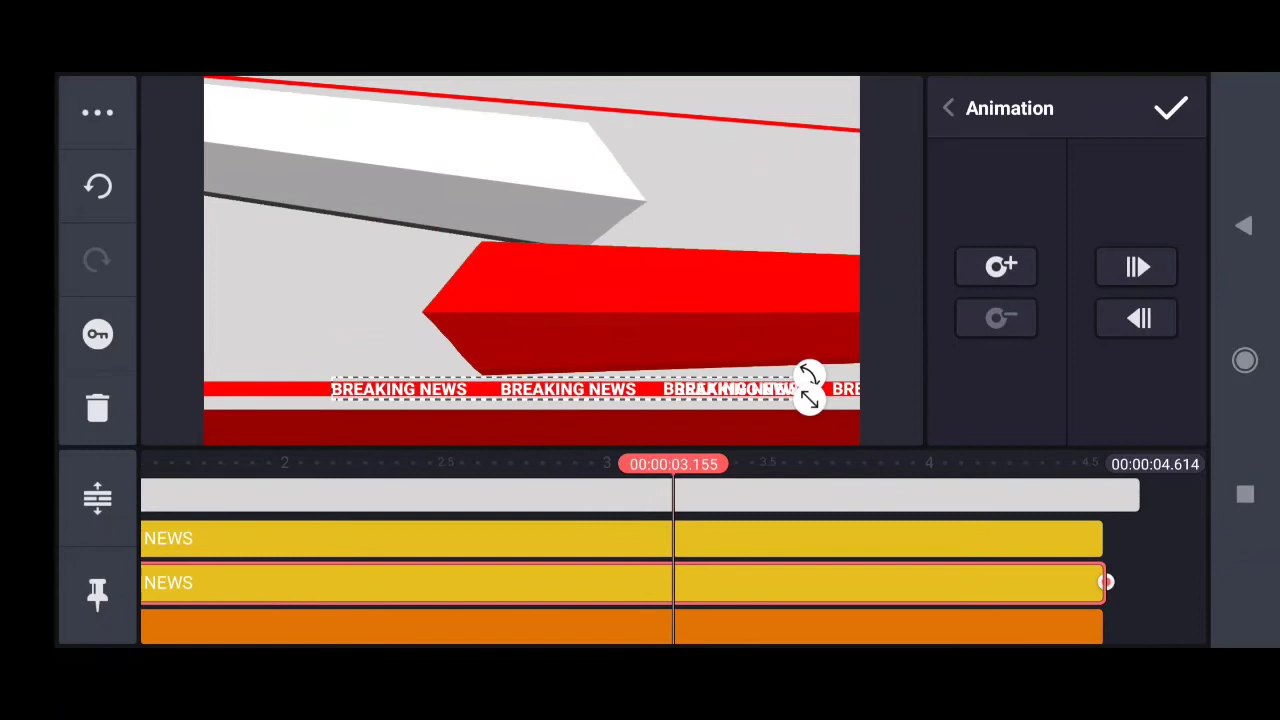 Animation
BREAKING NEWS BREAKING NEWS BREAKING NEWS BRE
2 2.5 3 3.5 4 4.5
00:00:03.155
00:00:04.614
NEWS
NEWS